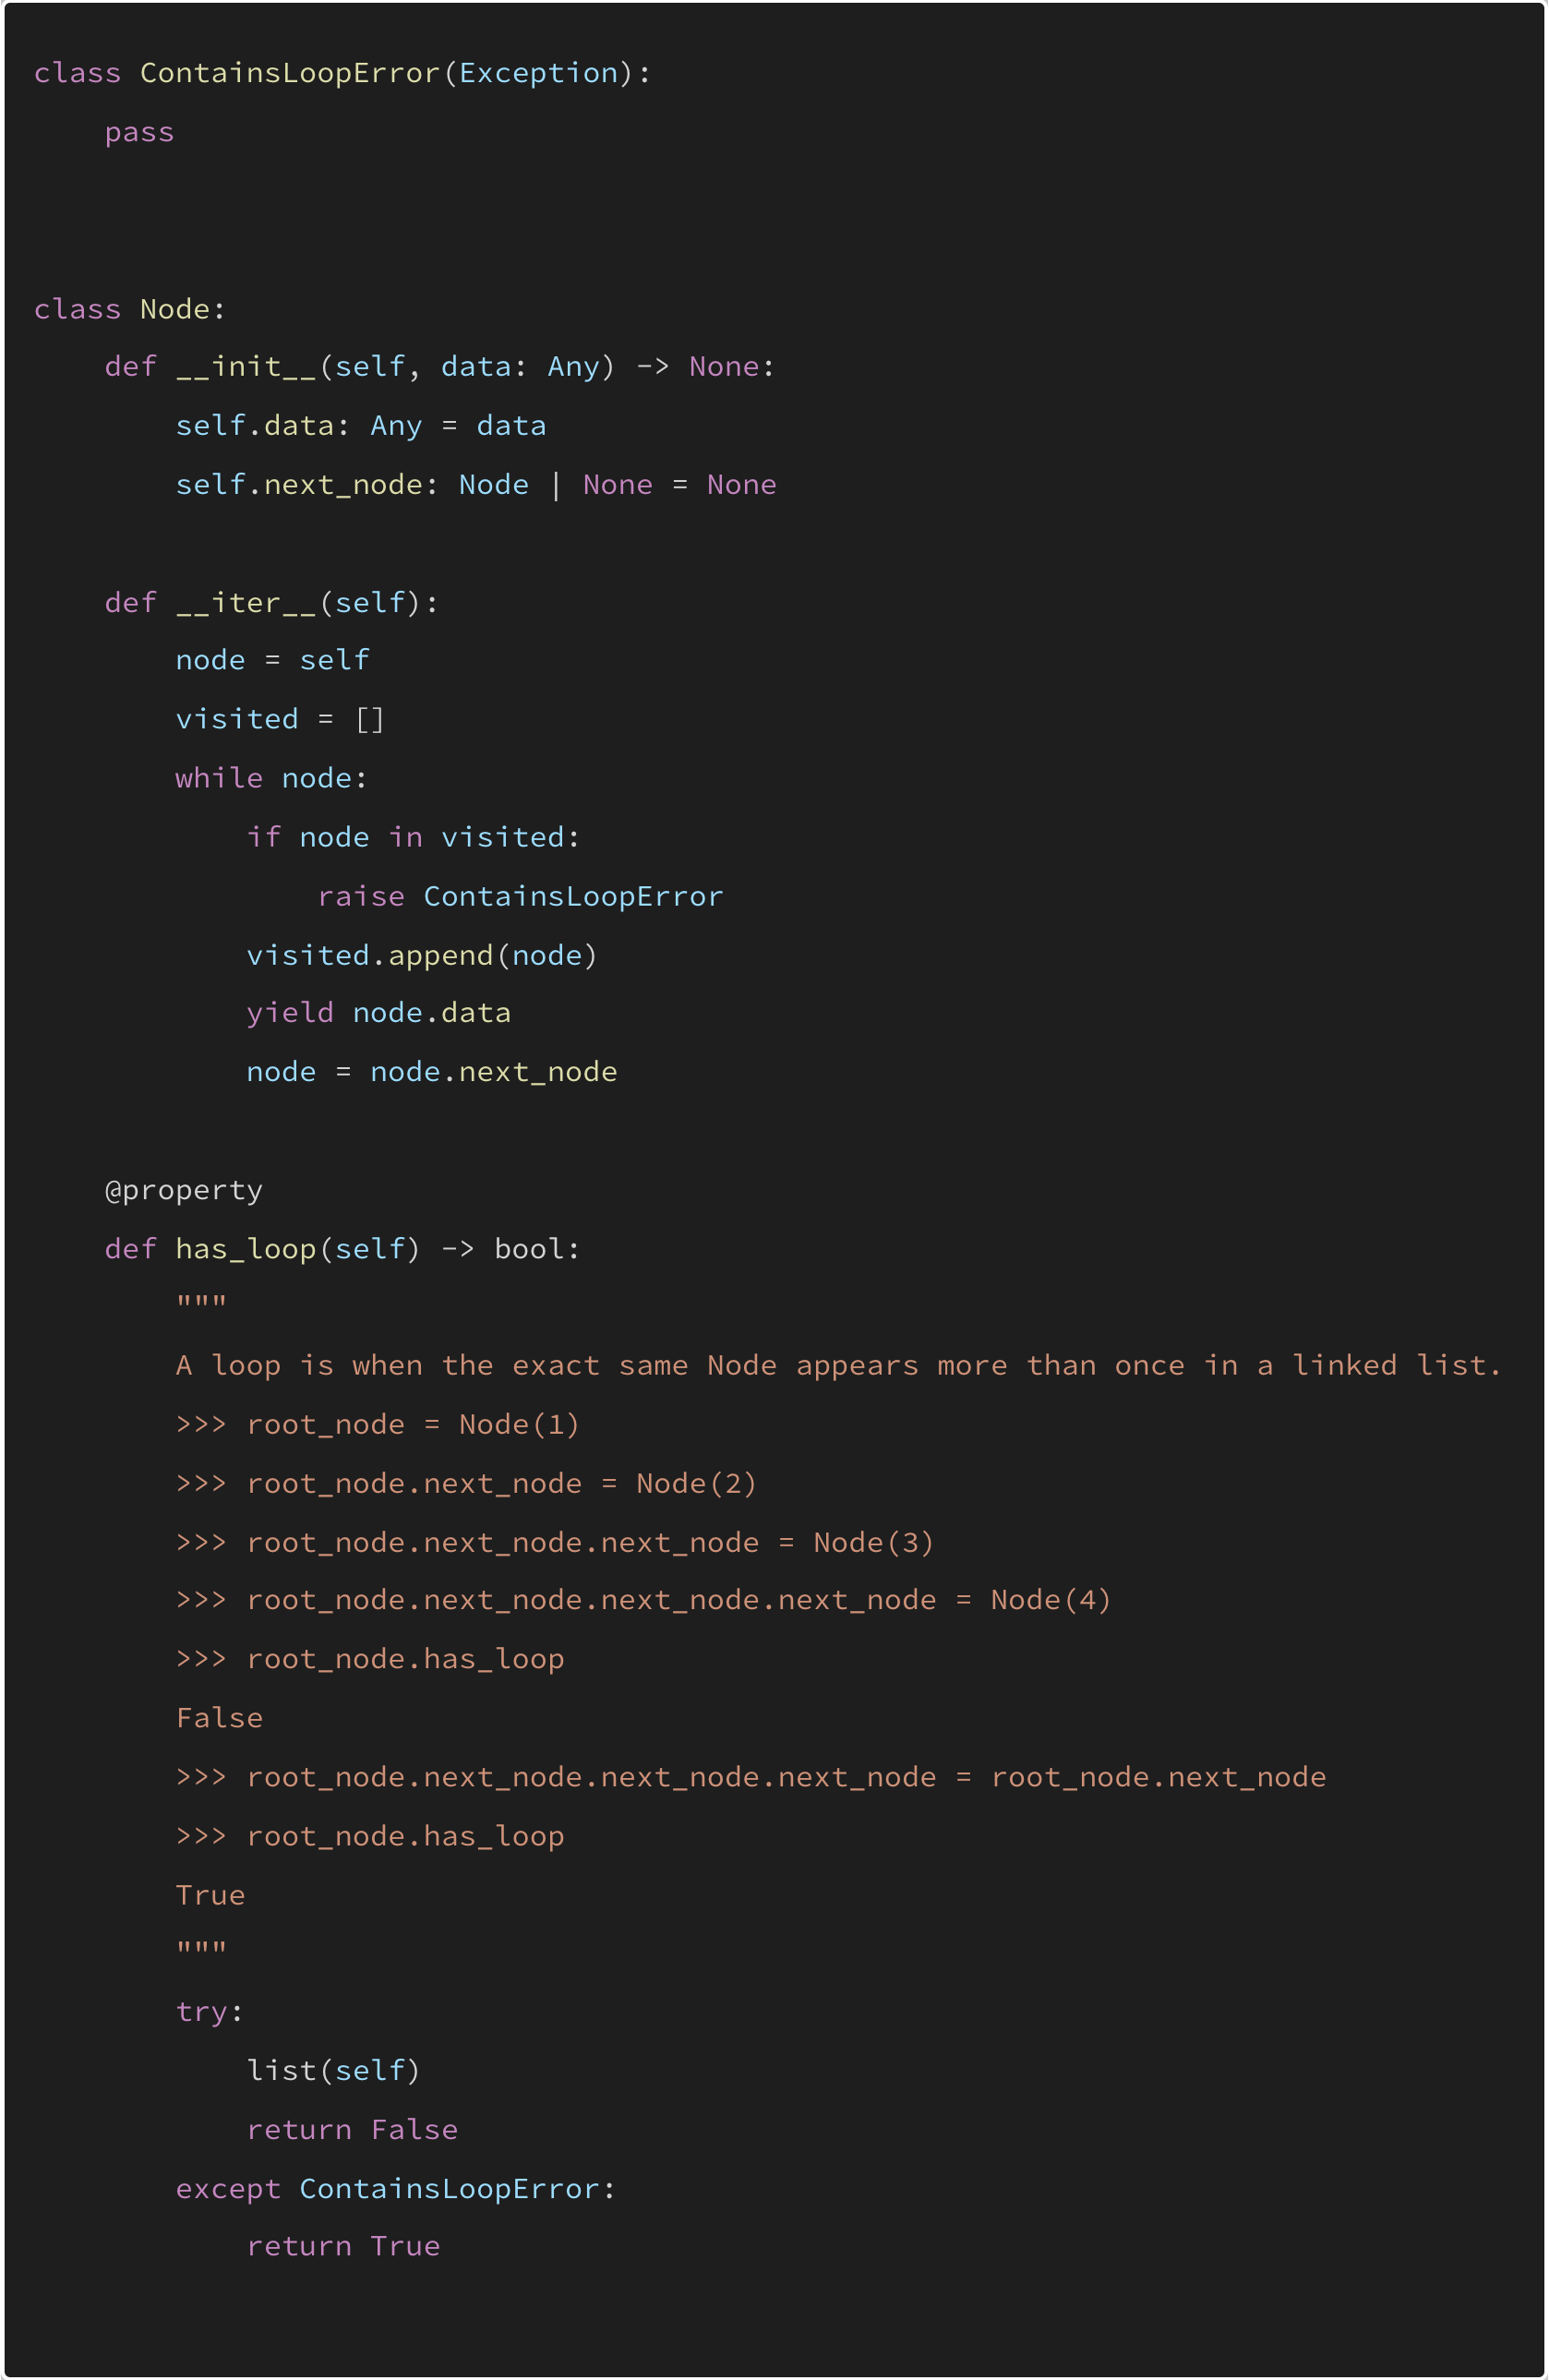 class ContainsLoopError(Exception):
    pass


class Node:
    def __init__(self, data: Any) -> None:
        self.data: Any = data
        self.next_node: Node | None = None

    def __iter__(self):
        node = self
        visited = []
        while node:
            if node in visited:
                raise ContainsLoopError
            visited.append(node)
            yield node.data
            node = node.next_node

    @property
    def has_loop(self) -> bool:
        """
        A loop is when the exact same Node appears more than once in a linked list.
        >>> root_node = Node(1)
        >>> root_node.next_node = Node(2)
        >>> root_node.next_node.next_node = Node(3)
        >>> root_node.next_node.next_node.next_node = Node(4)
        >>> root_node.has_loop
        False
        >>> root_node.next_node.next_node.next_node = root_node.next_node
        >>> root_node.has_loop
        True
        """
        try:
            list(self)
            return False
        except ContainsLoopError:
            return True